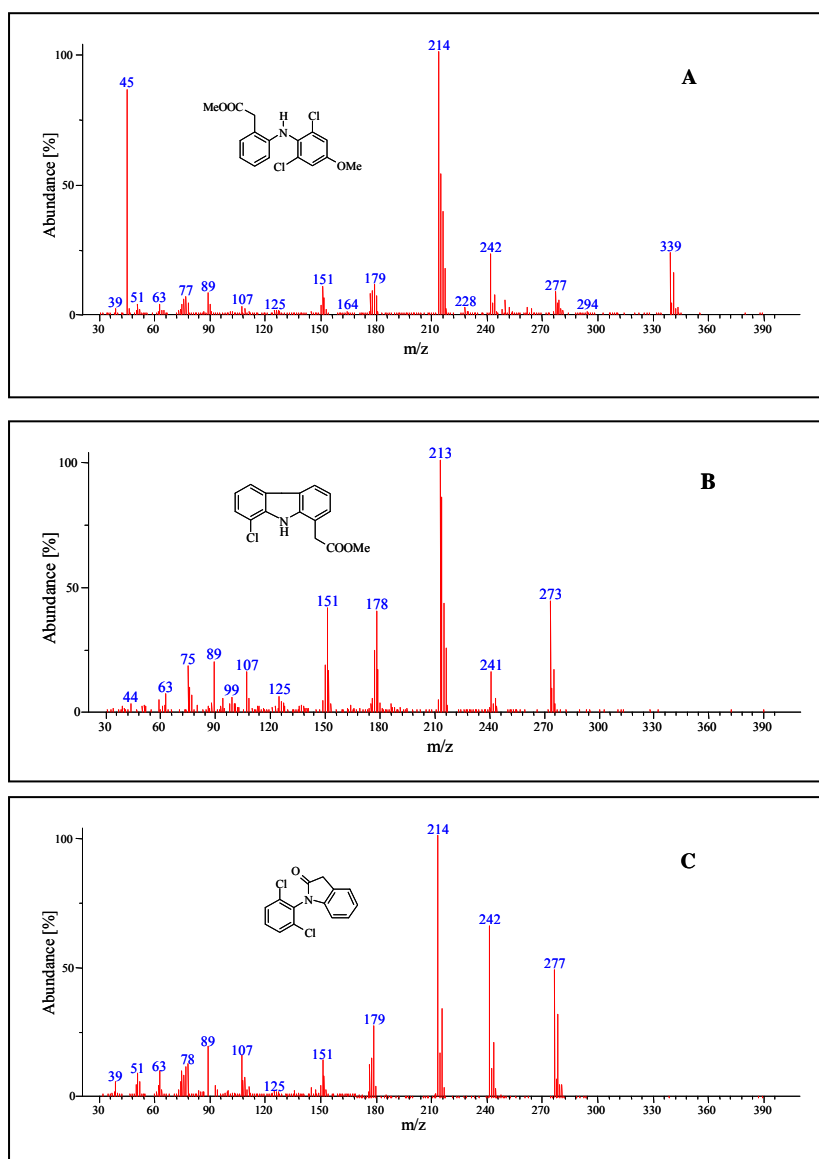 A
Abundance [%]
100
50
0
45
214
339
242
277
179
151
89
77
63
51
39
107
125
164
228
294
MeOOC
H
N
Cl
Cl
OMe
30 60 90 120 150 180 210 240 270 300 330 360 390
m/z
B
Abundance [%]
100
50
0
213
273
151
178
241
89
75
107
63
44
99
125
Cl
N
H
COOMe
30 60 90 120 150 180 210 240 270 300 330 360 390
m/z
C
Abundance [%]
100
50
0
214
242
277
179
89
107
151
78
63
51
39
125
O
Cl
N
Cl
30 60 90 120 150 180 210 240 270 300 330 360 390
m/z